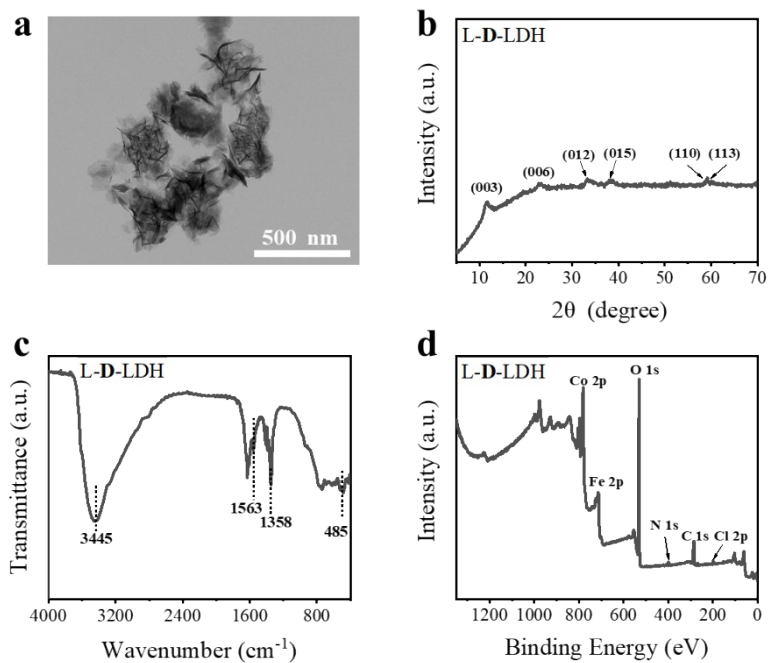 a
500 nm
b
L-D-LDH
(003)
(006)
(012)
(015)
(110)
(113)
Intensity (a.u.)
10 20 30 40 50 60 70
2θ (degree)
c
L-D-LDH
3445
1563
1358
485
Transmittance (a.u.)
4000 3200 2400 1600 800
Wavenumber (cm-1)
d
L-D-LDH
Co 2p
O 1s
Fe 2p
N 1s
C 1s
Cl 2p
Intensity (a.u.)
1200 1000 800 600 400 200 0
Binding Energy (eV)